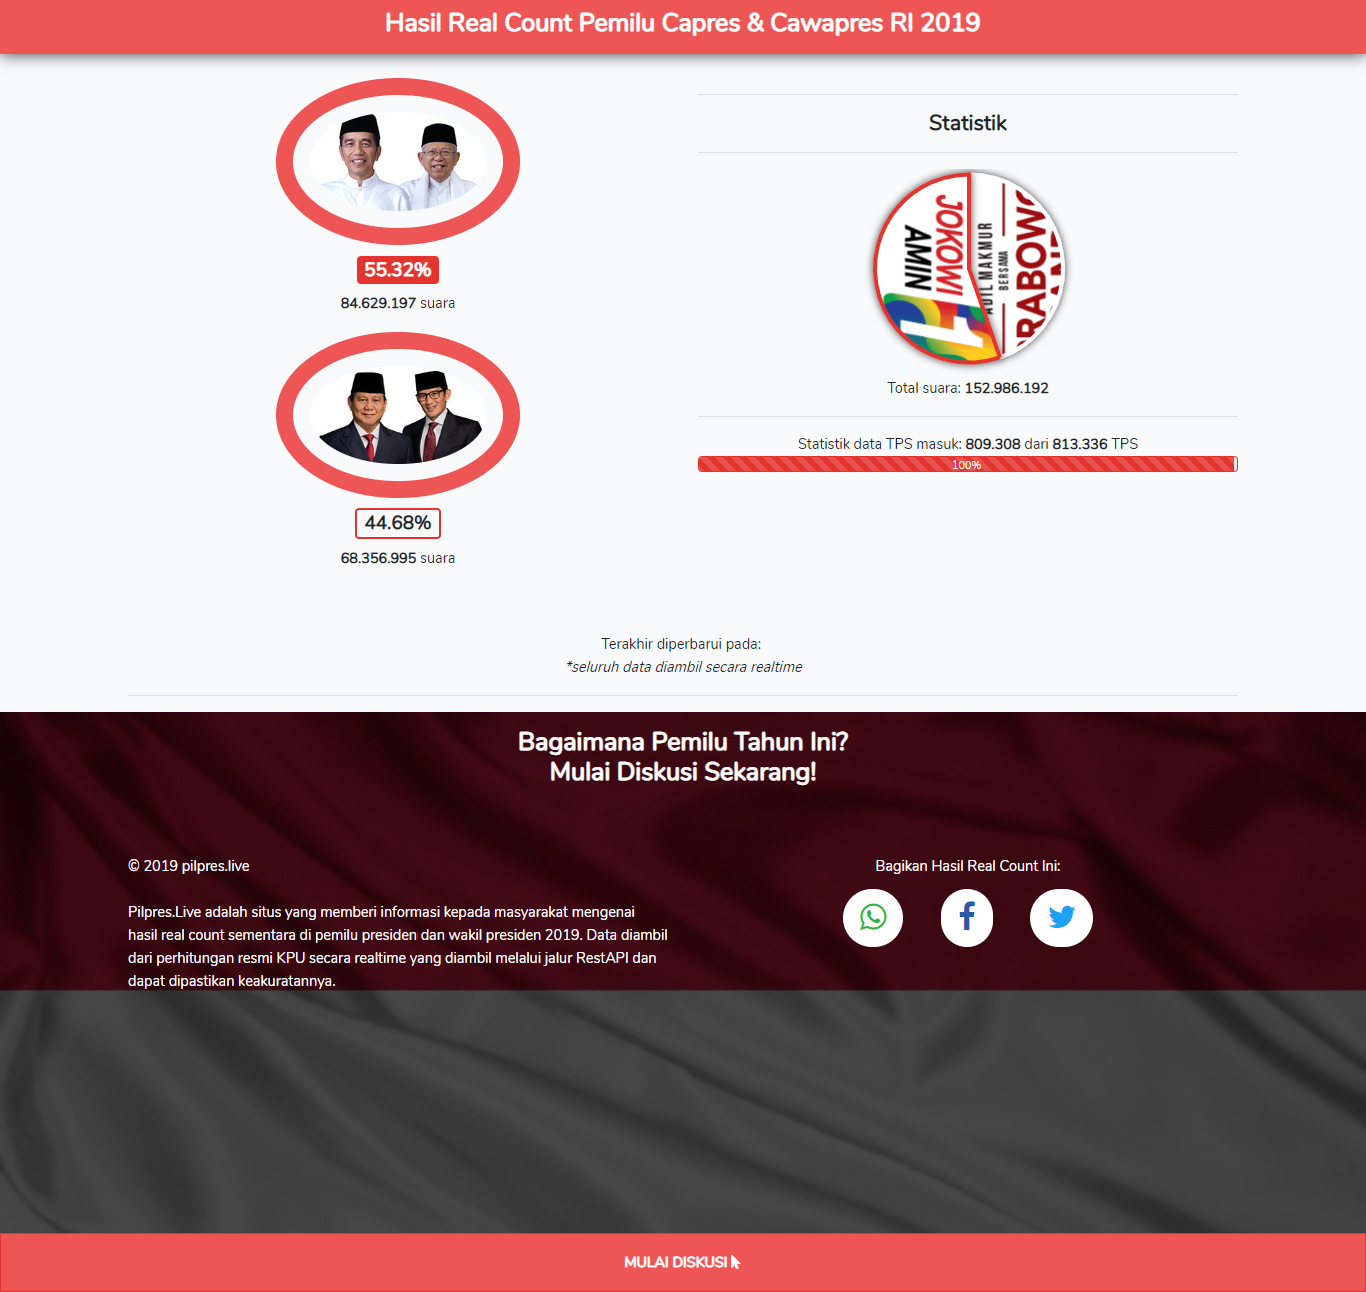 Hasil Real Count Pemilu Capres & Cawapres RI 2019
55.32%
84.629.197 suara
44.68%
68.356.995 suara
Statistik
JOKOWI
AMIN
1
ADIL MAKMUR
BERSAMA
RABOW
Total suara: 152.986.192
Statistik data TPS masuk: 809.308 dari 813.336 TPS
100%
Terakhir diperbarui pada:
*seluruh data diambil secara realtime
Bagaimana Pemilu Tahun Ini?
Mulai Diskusi Sekarang!
© 2019 pilpres.live
Pilpres.Live adalah situs yang memberi informasi kepada masyarakat mengenai
hasil real count sementara di pemilu presiden dan wakil presiden 2019. Data diambil
dari perhitungan resmi KPU secara realtime yang diambil melalui jalur RestAPI dan
dapat dipastikan keakuratannya.
Bagikan Hasil Real Count Ini:
MULAI DISKUSI